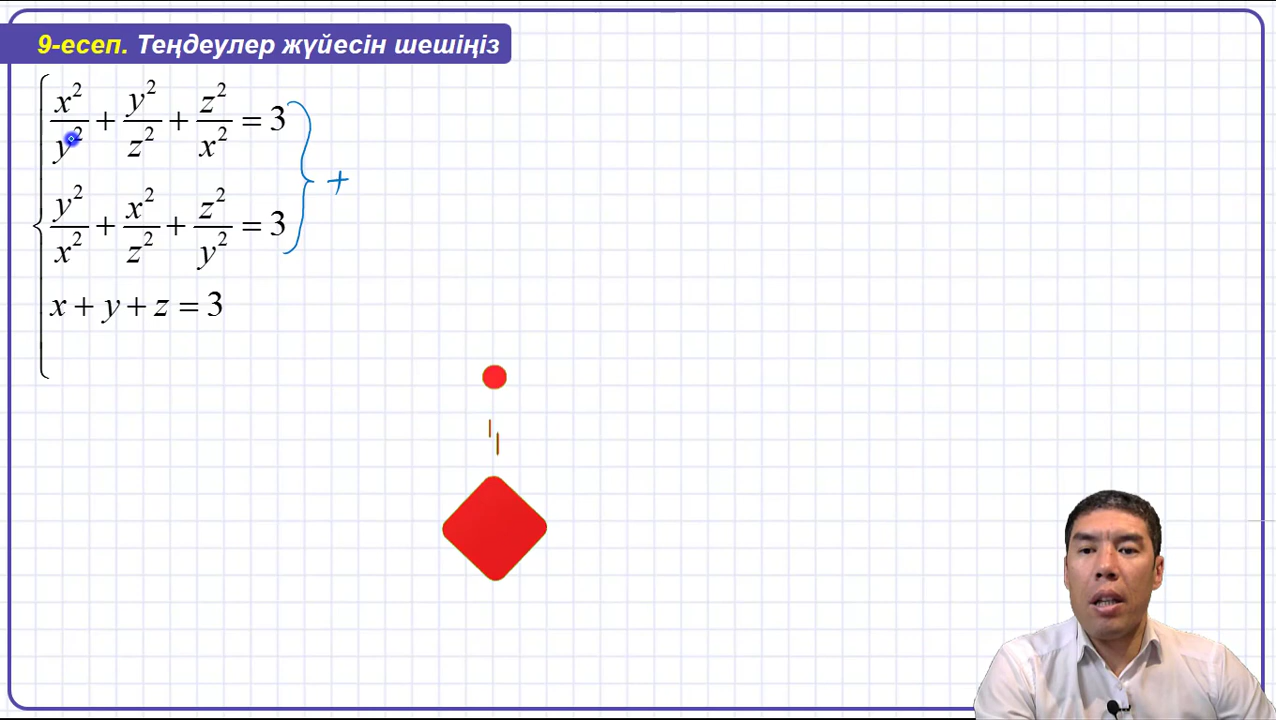 9-есеп. Теңдеулер жүйесін шешіңіз
x²/y² + y²/z² + z²/x² = 3
+
y²/x² + x²/z² + z²/y² = 3
x + y + z = 3